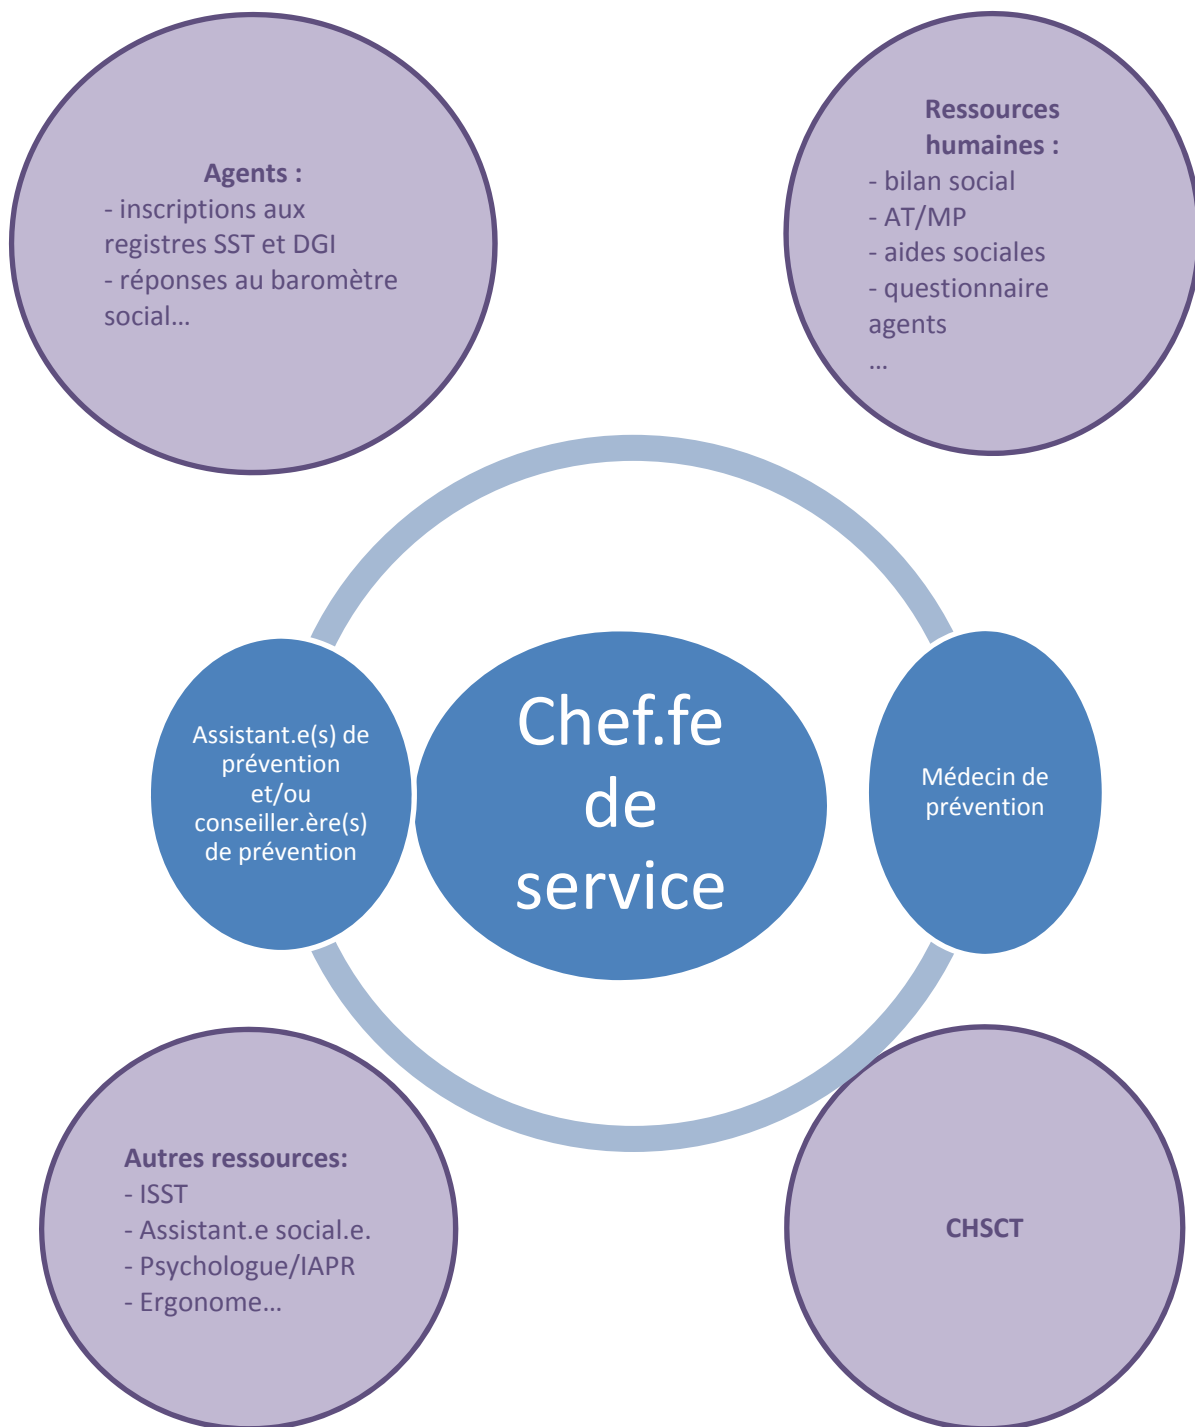 Agents :
- inscriptions aux
registres SST et DGI
- réponses au baromètre
social…
Ressources
humaines :
- bilan social
- AT/MP
- aides sociales
- questionnaire
agents
…
Assistant.e(s) de
prévention
et/ou
conseiller.ère(s)
de prévention
Chef.fe
de
service
Médecin de
prévention
Autres ressources:
- ISST
- Assistant.e social.e.
- Psychologue/IAPR
- Ergonome…
CHSCT